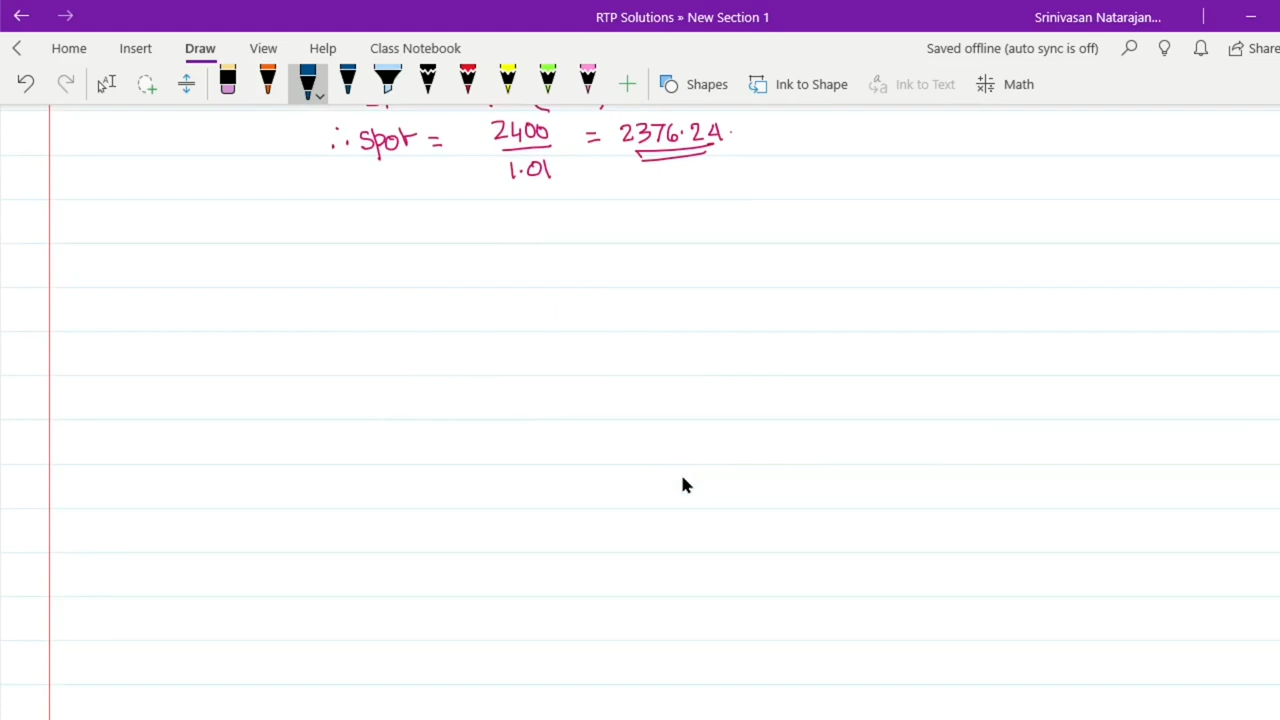 RTP Solutions » New Section 1
Srinivasan Natarajan...
Home Insert Draw View Help Class Notebook
Saved offline (auto sync is off)
Share
Shapes Ink to Shape Ink to Text Math
∴ Spot = 2400 = 2376.24
1.01